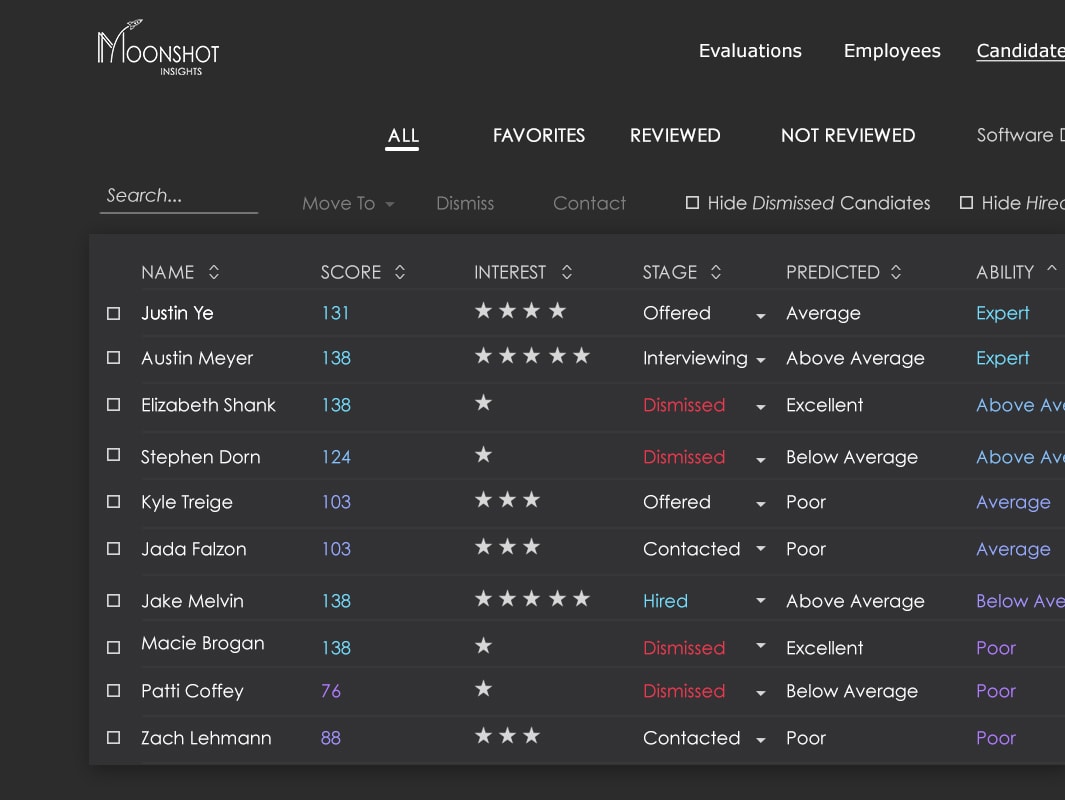 MOONSHOT
INSIGHTS
Evaluations Employees Candidate
ALL FAVORITES REVIEWED NOT REVIEWED Software D
Search... Move To Dismiss Contact Hide Dismissed Candiates Hide Hired
NAME SCORE INTEREST STAGE PREDICTED ABILITY
Justin Ye 131 ★★★★ Offered Average Expert
Austin Meyer 138 ★★★★★ Interviewing Above Average Expert
Elizabeth Shank 138 ★ Dismissed Excellent Above Ave
Stephen Dorn 124 ★ Dismissed Below Average Above Ave
Kyle Treige 103 ★★★ Offered Poor Average
Jada Falzon 103 ★★★ Contacted Poor Average
Jake Melvin 138 ★★★★★ Hired Above Average Below Ave
Macie Brogan 138 ★ Dismissed Excellent Poor
Patti Coffey 76 ★ Dismissed Below Average Poor
Zach Lehmann 88 ★★★ Contacted Poor Poor